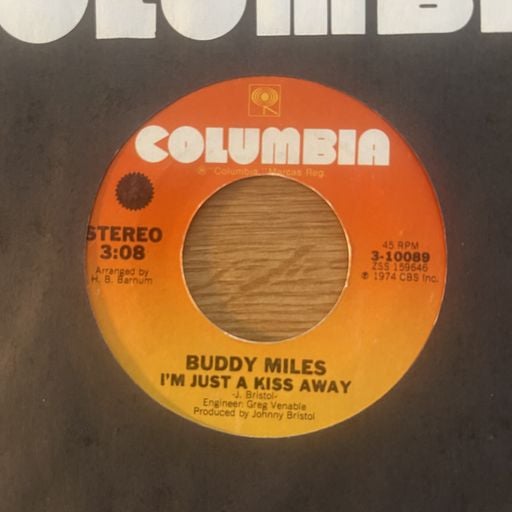 COLUMBIA
COLUMBIA
® "Columbia," Marcas Reg.
STEREO
3:08
Arranged by
H. B. Barnum
45 RPM
3-10089
ZSS 159646
℗ 1974 CBS Inc.
BUDDY MILES
I'M JUST A KISS AWAY
-J. Bristol-
Engineer: Greg Venable
Produced by Johnny Bristol